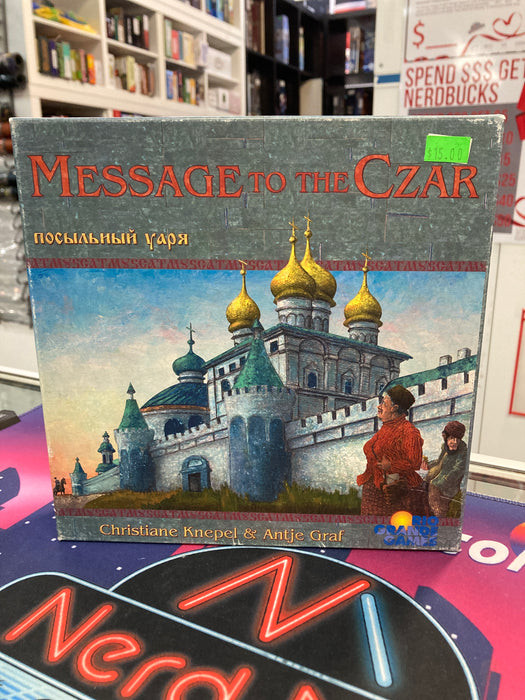 $
SPEND $$$ GET
NERDBUCKS
$15.00
MESSAGE TO THE CZAR
посыльный царя
Christiane Knepel & Antje Graf
RIO
GRANDE
GAMES
N
Nerd